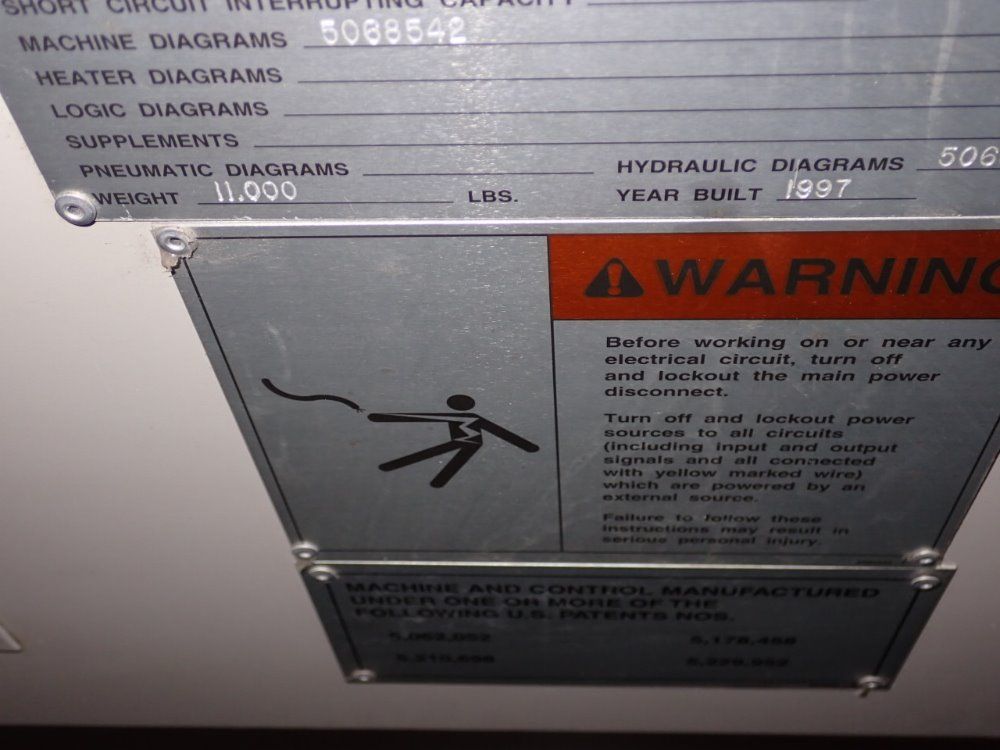 SHORT CIRCUIT INTERRUPTING CAPACITY
MACHINE DIAGRAMS 5068542
HEATER DIAGRAMS
LOGIC DIAGRAMS
SUPPLEMENTS
PNEUMATIC DIAGRAMS HYDRAULIC DIAGRAMS 506
WEIGHT 11.000 LBS. YEAR BUILT 1997
WARNING
Before working on or near any
electrical circuit, turn off
and lockout the main power
disconnect.
Turn off and lockout power
sources to all circuits
(including input and output
signals and all connected
with yellow marked wire)
which are powered by an
external source.
Failure to follow these
instructions may result in
serious personal injury.
MACHINE AND CONTROL MANUFACTURED
UNDER ONE OR MORE OF THE
FOLLOWING U.S. PATENTS NOS.
5,062,052